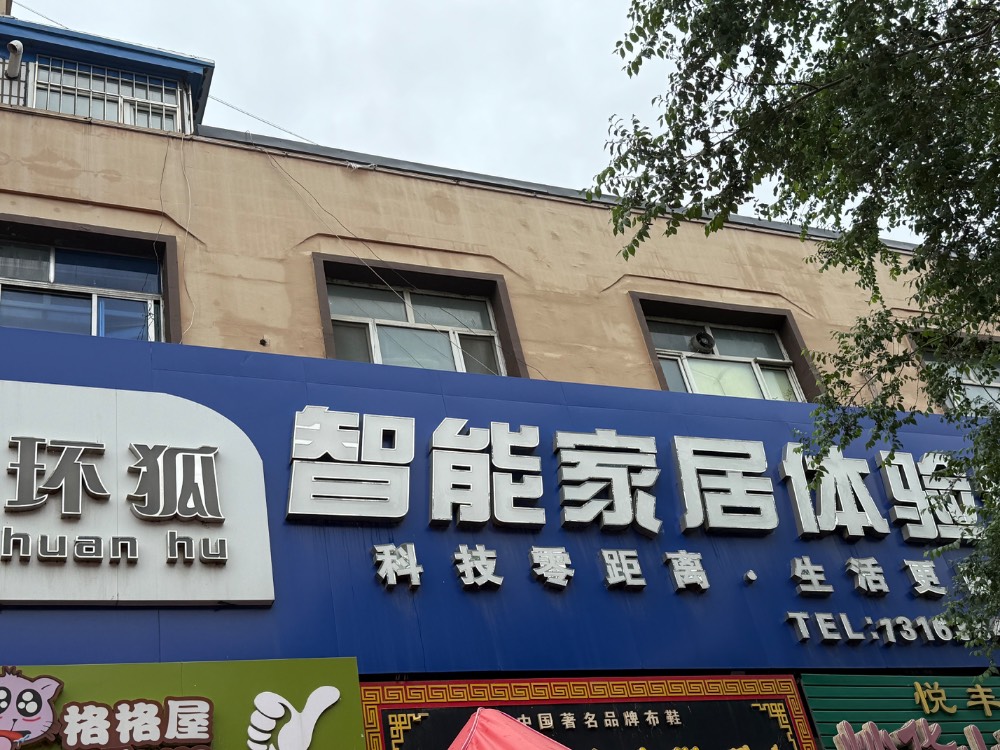 环狐
huan hu
智能家居体验
科技零距离·生活更
TEL:13163
格格屋
中国著名品牌布鞋
悦丰